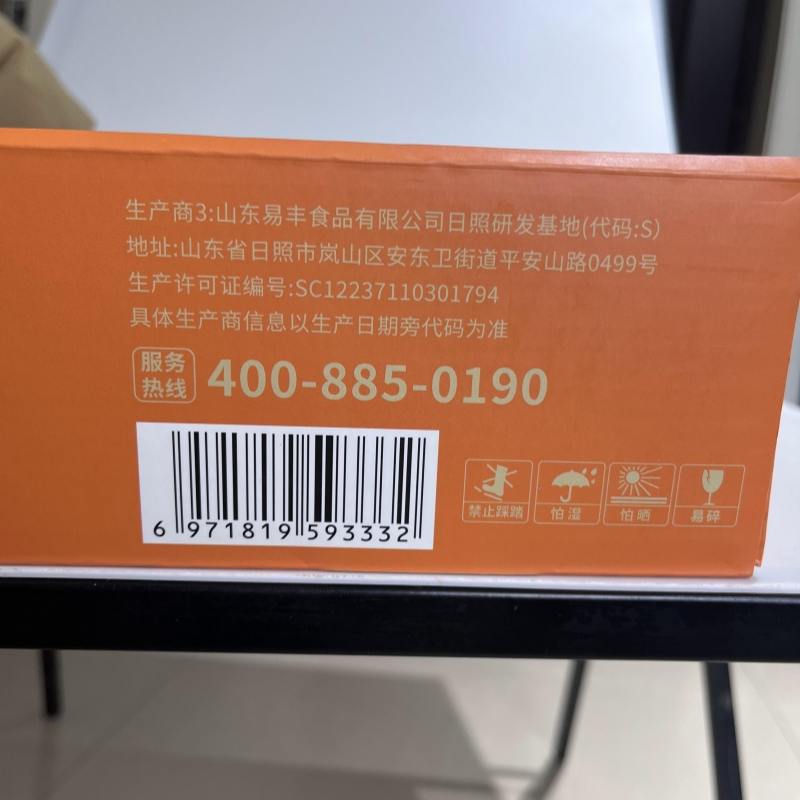 生产商3:山东易丰食品有限公司日照研发基地(代码:S)
地址:山东省日照市岚山区安东卫街道平安山路0499号
生产许可证编号:SC12237110301794
具体生产商信息以生产日期旁代码为准
服务热线 400-885-0190
6 971819 593332
禁止踩踏 怕湿 怕晒 易碎